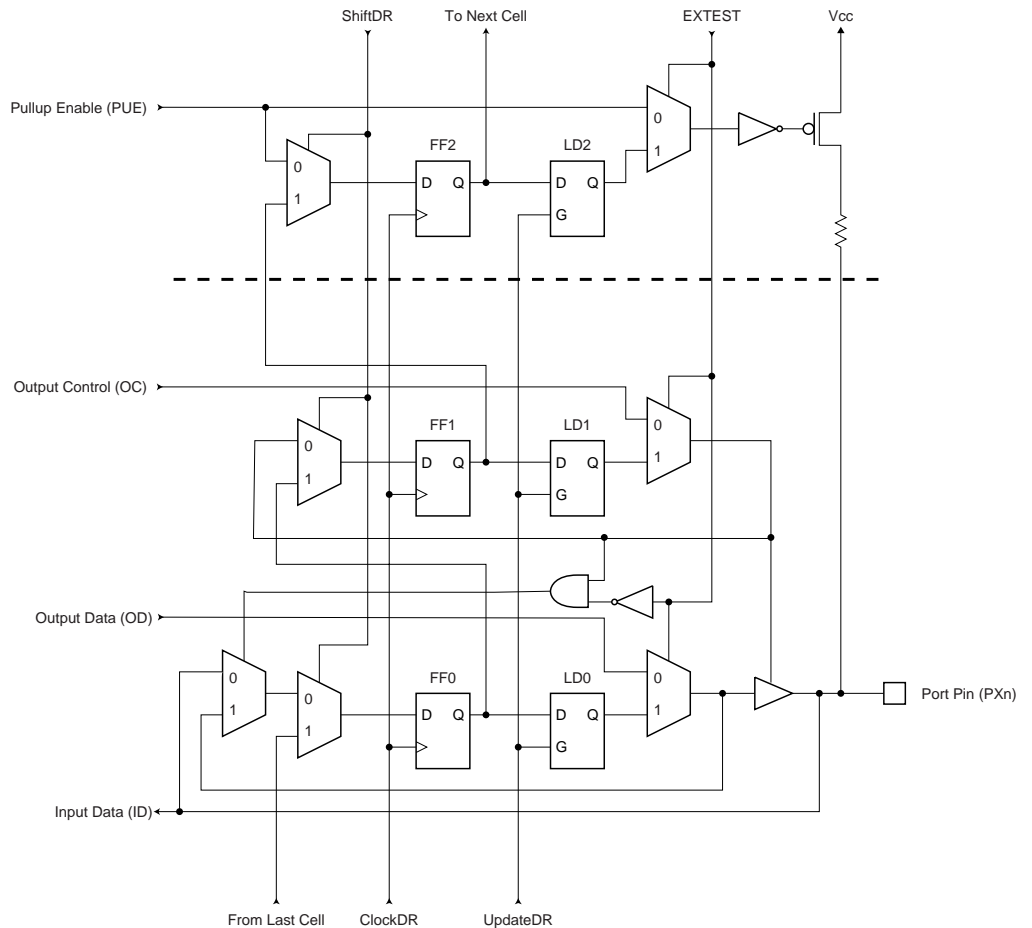 ShiftDR To Next Cell EXTEST Vcc
Pullup Enable (PUE)
0
1
FF2
D Q
LD2
D Q
G
0
1
Output Control (OC)
0
1
FF1
D Q
LD1
D Q
G
0
1
Output Data (OD)
0
1
0
1
FF0
D Q
LD0
D Q
G
0
1
Port Pin (PXn)
Input Data (ID)
From Last Cell ClockDR UpdateDR